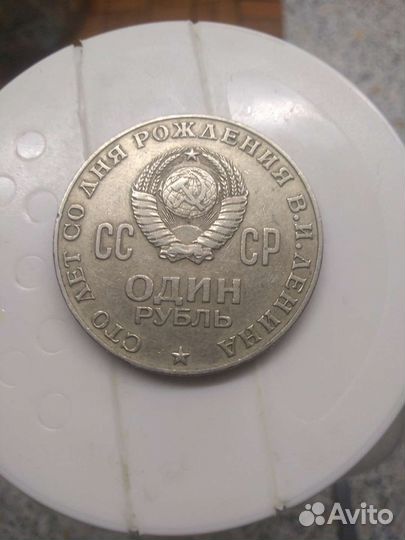 СТО ЛЕТ СО ДНЯ РОЖДЕНИЯ В.И. ЛЕНИНА
СС СР
ОДИН
РУБЛЬ
Avito